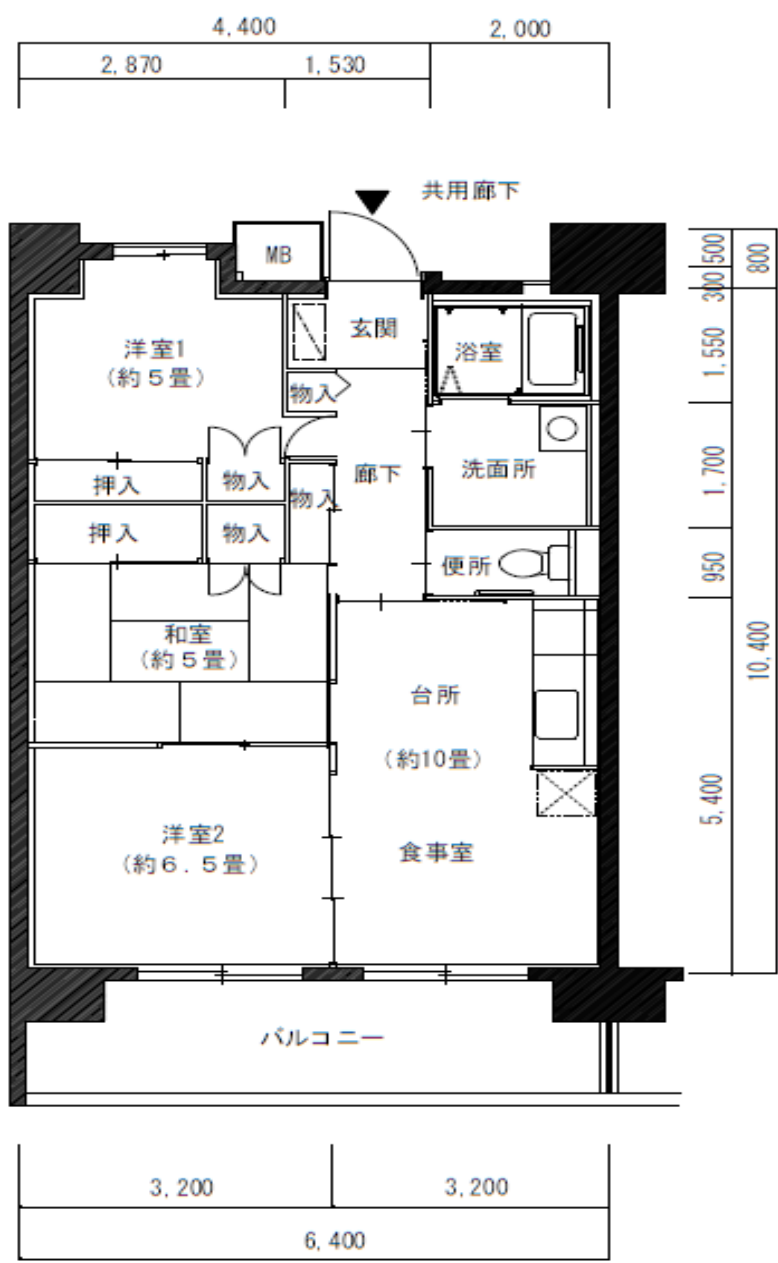 4,400
2,000
2,870
1,530
共用廊下
MB
500
300
800
玄関
洋室1
(約5畳)
浴室
1,550
物入
廊下
洗面所
1,700
押入
物入
物入
押入
物入
便所
950
和室
(約5畳)
10,400
台所
(約10畳)
5,400
洋室2
(約6.5畳)
食事室
バルコニー
3,200
3,200
6,400